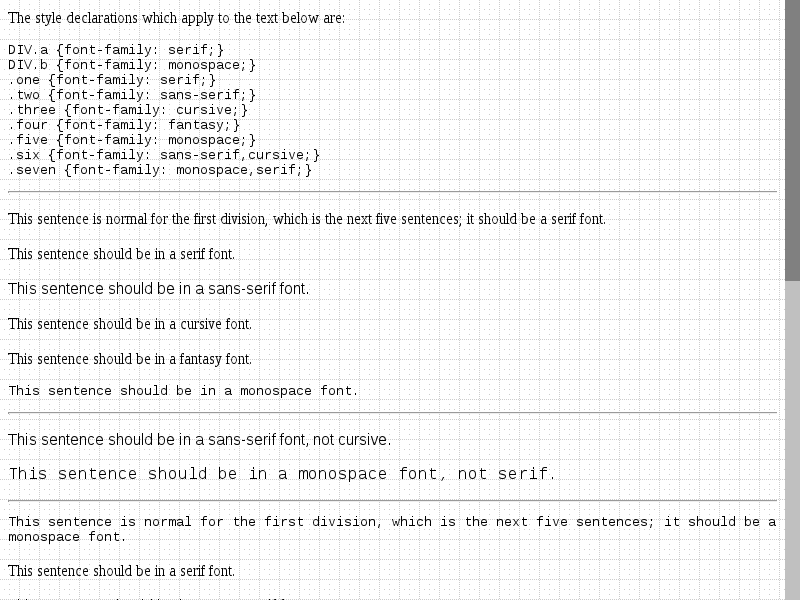 The style declarations which apply to the text below are:
DIV.a {font-family: serif;}
DIV.b {font-family: monospace;}
.one {font-family: serif;}
.two {font-family: sans-serif;}
.three {font-family: cursive;}
.four {font-family: fantasy;}
.five {font-family: monospace;}
.six {font-family: sans-serif,cursive;}
.seven {font-family: monospace,serif;}
This sentence is normal for the first division, which is the next five sentences; it should be a serif font.
This sentence should be in a serif font.
This sentence should be in a sans-serif font.
This sentence should be in a cursive font.
This sentence should be in a fantasy font.
This sentence should be in a monospace font.
This sentence should be in a sans-serif font, not cursive.
This sentence should be in a monospace font, not serif.
This sentence is normal for the first division, which is the next five sentences; it should be a
monospace font.
This sentence should be in a serif font.